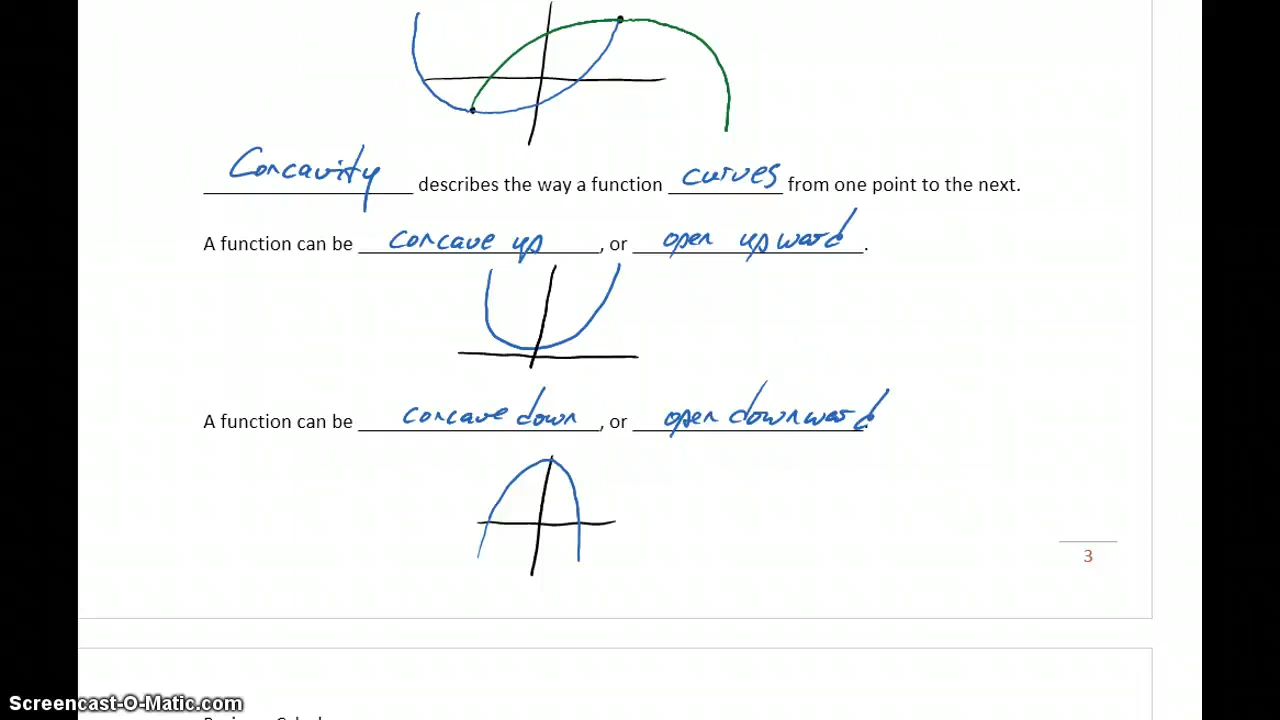 Concavity describes the way a function curves from one point to the next.
A function can be concave up, or open upward.
A function can be concave down, or open downward.
3
Screencast-O-Matic.com